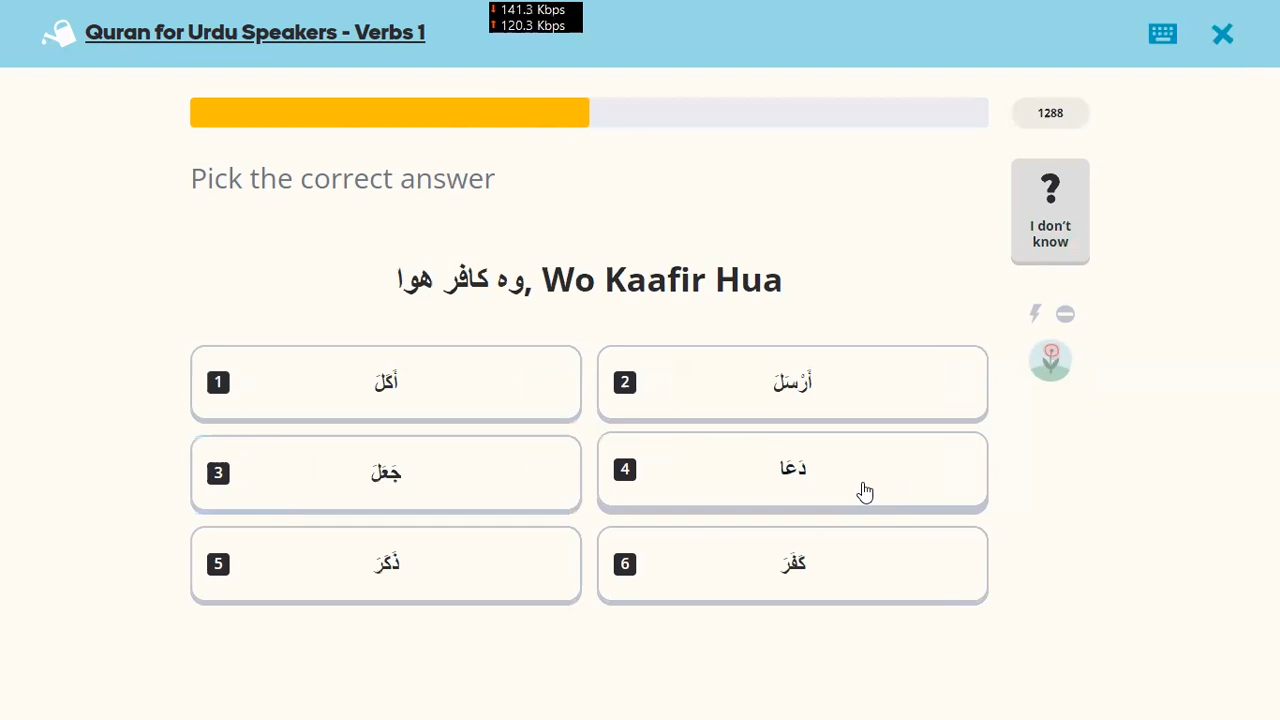 ↓ 141.3 Kbps
↑ 120.3 Kbps
Quran for Urdu Speakers - Verbs 1
1288
Pick the correct answer
?
I don't
know
وہ کافر ھوا, Wo Kaafir Hua
1 أَكَلَ
2 أَرْسَلَ
3 جَعَلَ
4 دَعَا
5 ذَكَرَ
6 كَفَرَ